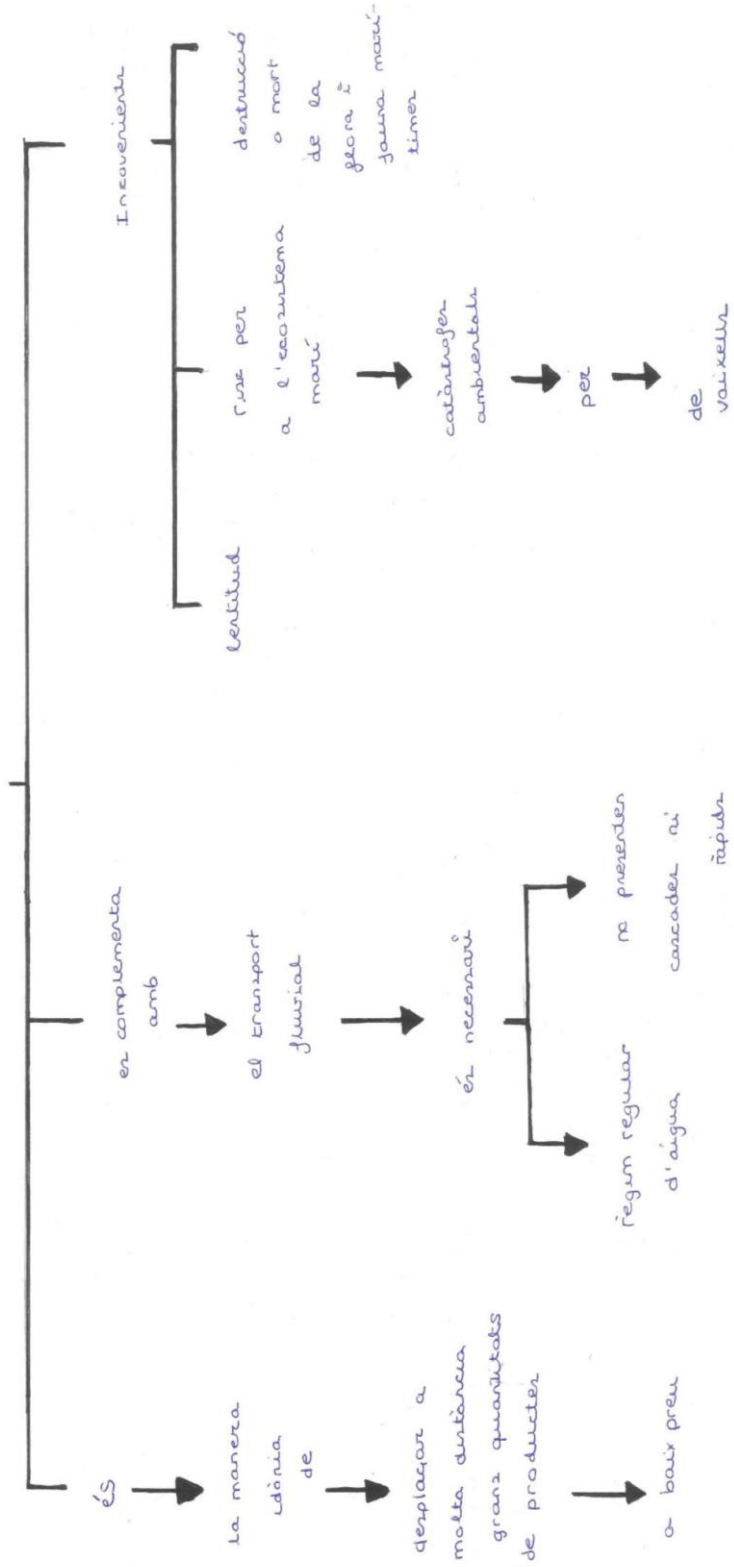 és
la manera
idònia
de
desplaçar a
molta distància
grans quantitats
de productes
a baix preu
es complementa
amb
el transport
fluvial
és necessari
règim regular
d'aigua
no presentes
cascades ni
ràpids
Inconvenients
lentitud
risc per
a l'ecosistema
marí
catàstrofes
ambientals
per
de
vaixells
destrucció
o mort
de la
flora i
fauna marí-
times